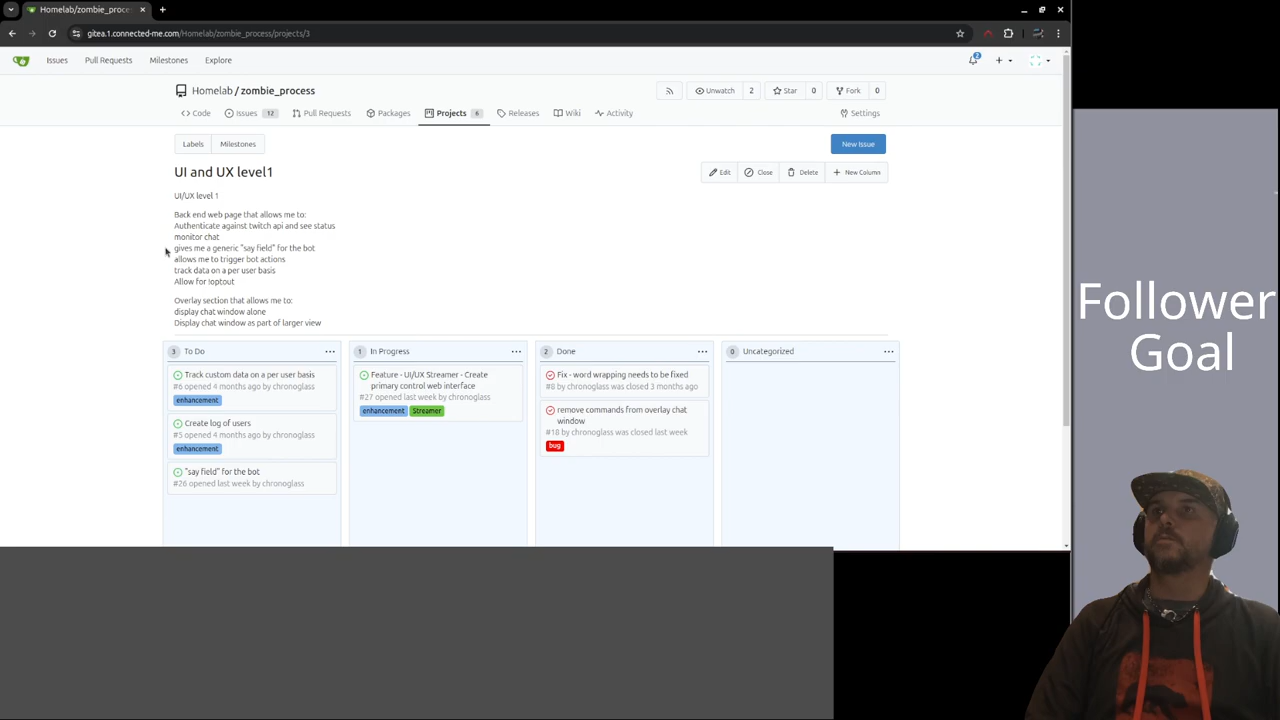 Homelab/zombie_proces
gitea.1.connected-me.com/Homelab/zombie_process/projects/3
Issues Pull Requests Milestones Explore 2
Homelab / zombie_process
Unwatch 2 Star 0 Fork 0
Code Issues 12 Pull Requests Packages Projects 6 Releases Wiki Activity Settings
Labels Milestones New Issue
UI and UX level1
Edit Close Delete New Column
UI/UX level 1
Back end web page that allows me to:
Authenticate against twitch api and see status
monitor chat
gives me a generic "say field" for the bot
allows me to trigger bot actions
track data on a per user basis
Allow for !optout
Overlay section that allows me to:
display chat window alone
Display chat window as part of larger view
3 To Do
Track custom data on a per user basis
#6 opened 4 months ago by chronoglass
enhancement
Create log of users
#5 opened 4 months ago by chronoglass
enhancement
"say field" for the bot
#26 opened last week by chronoglass
1 In Progress
Feature - UI/UX Streamer - Create
primary control web interface
#27 opened last week by chronoglass
enhancement Streamer
2 Done
Fix - word wrapping needs to be fixed
#8 by chronoglass was closed 3 months ago
remove commands from overlay chat
window
#18 by chronoglass was closed last week
bug
0 Uncategorized
Follower
Goal